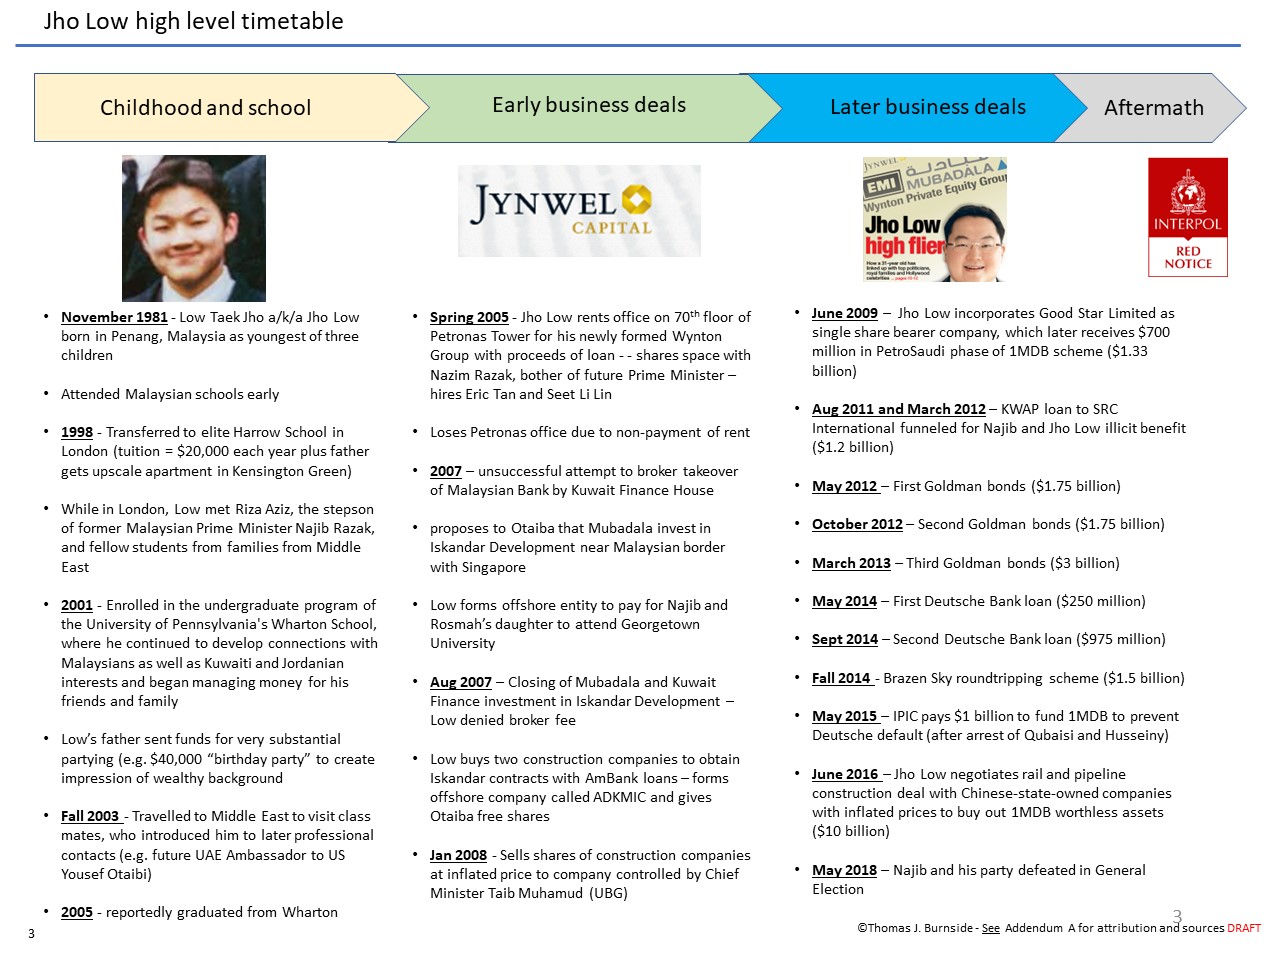 Jho Low high level timetable
Childhood and school
Early business deals
Later business deals
Aftermath
JYNWEL
CAPITAL
JYNWEL
EMI
MUBADALA
Wynton Private Equity Group
Jho Low
high flier
How a 31-year old has
linked up with top politicians,
royal families and Hollywood
celebrities
INTERPOL
RED
NOTICE
• November 1981 - Low Taek Jho a/k/a Jho Low
born in Penang, Malaysia as youngest of three
children
• Attended Malaysian schools early
• 1998 - Transferred to elite Harrow School in
London (tuition = $20,000 each year plus father
gets upscale apartment in Kensington Green)
• While in London, Low met Riza Aziz, the stepson
of former Malaysian Prime Minister Najib Razak,
and fellow students from families from Middle
East
• 2001 - Enrolled in the undergraduate program of
the University of Pennsylvania's Wharton School,
where he continued to develop connections with
Malaysians as well as Kuwaiti and Jordanian
interests and began managing money for his
friends and family
• Low's father sent funds for very substantial
partying (e.g. $40,000 “birthday party” to create
impression of wealthy background
• Fall 2003 - Travelled to Middle East to visit class
mates, who introduced him to later professional
contacts (e.g. future UAE Ambassador to US
Yousef Otaibi)
• 2005 - reportedly graduated from Wharton
• Spring 2005 - Jho Low rents office on 70th floor of
Petronas Tower for his newly formed Wynton
Group with proceeds of loan - - shares space with
Nazim Razak, bother of future Prime Minister –
hires Eric Tan and Seet Li Lin
• Loses Petronas office due to non-payment of rent
• 2007 – unsuccessful attempt to broker takeover
of Malaysian Bank by Kuwait Finance House
• proposes to Otaiba that Mubadala invest in
Iskandar Development near Malaysian border
with Singapore
• Low forms offshore entity to pay for Najib and
Rosmah's daughter to attend Georgetown
University
• Aug 2007 – Closing of Mubadala and Kuwait
Finance investment in Iskandar Development –
Low denied broker fee
• Low buys two construction companies to obtain
Iskandar contracts with AmBank loans – forms
offshore company called ADKMIC and gives
Otaiba free shares
• Jan 2008 - Sells shares of construction companies
at inflated price to company controlled by Chief
Minister Taib Muhamud (UBG)
• June 2009 – Jho Low incorporates Good Star Limited as
single share bearer company, which later receives $700
million in PetroSaudi phase of 1MDB scheme ($1.33
billion)
• Aug 2011 and March 2012 – KWAP loan to SRC
International funneled for Najib and Jho Low illicit benefit
($1.2 billion)
• May 2012 – First Goldman bonds ($1.75 billion)
• October 2012 – Second Goldman bonds ($1.75 billion)
• March 2013 – Third Goldman bonds ($3 billion)
• May 2014 – First Deutsche Bank loan ($250 million)
• Sept 2014 – Second Deutsche Bank loan ($975 million)
• Fall 2014 - Brazen Sky roundtripping scheme ($1.5 billion)
• May 2015 – IPIC pays $1 billion to fund 1MDB to prevent
Deutsche default (after arrest of Qubaisi and Husseiny)
• June 2016 – Jho Low negotiates rail and pipeline
construction deal with Chinese-state-owned companies
with inflated prices to buy out 1MDB worthless assets
($10 billion)
• May 2018 – Najib and his party defeated in General
Election
3
©Thomas J. Burnside - See Addendum A for attribution and sources DRAFT
3